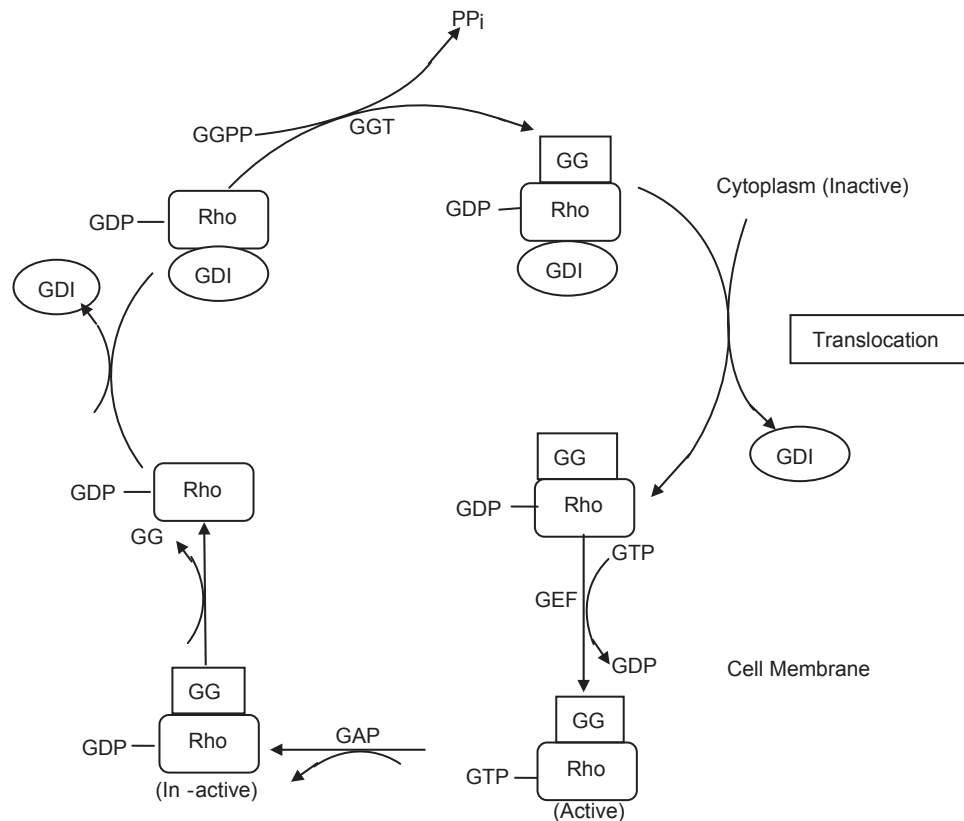 PPi
GGPP
GGT
GG
GDP
Rho
GDI
GDP
Rho
GDI
Cytoplasm (Inactive)
GDI
Translocation
GDI
GG
GDP
Rho
GDP
Rho
GG
GTP
GEF
GDP
Cell Membrane
GG
GDP
Rho
(In -active)
GAP
GG
GTP
Rho
(Active)